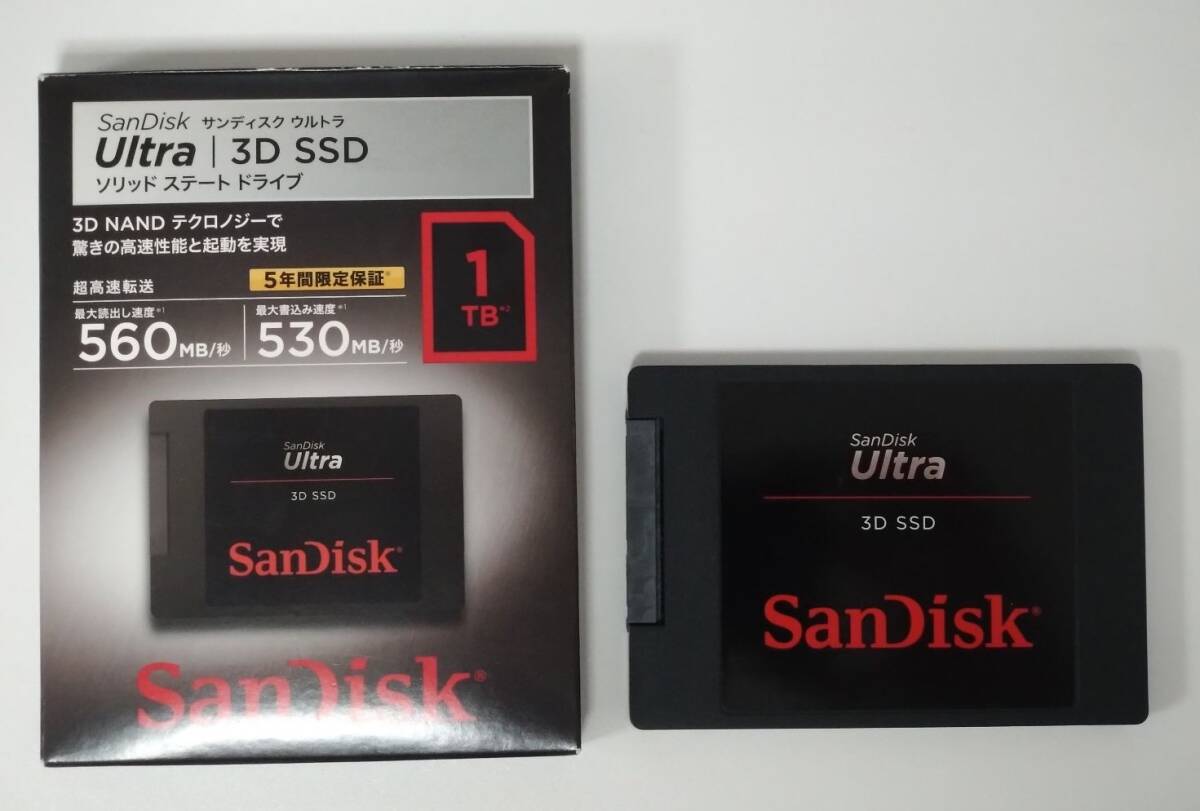 SanDisk サンディスク ウルトラ
Ultra | 3D SSD
ソリッド ステート ドライブ
3D NAND テクロノジーで
驚きの高速性能と起動を実現
超高速転送
5年間限定保証※
最大読出し速度※1
560MB/秒
最大書込み速度※1
530MB/秒
1
TB※2
SanDisk
Ultra
3D SSD
SanDisk®
SanDisk®
SanDisk
Ultra
3D SSD
SanDisk®